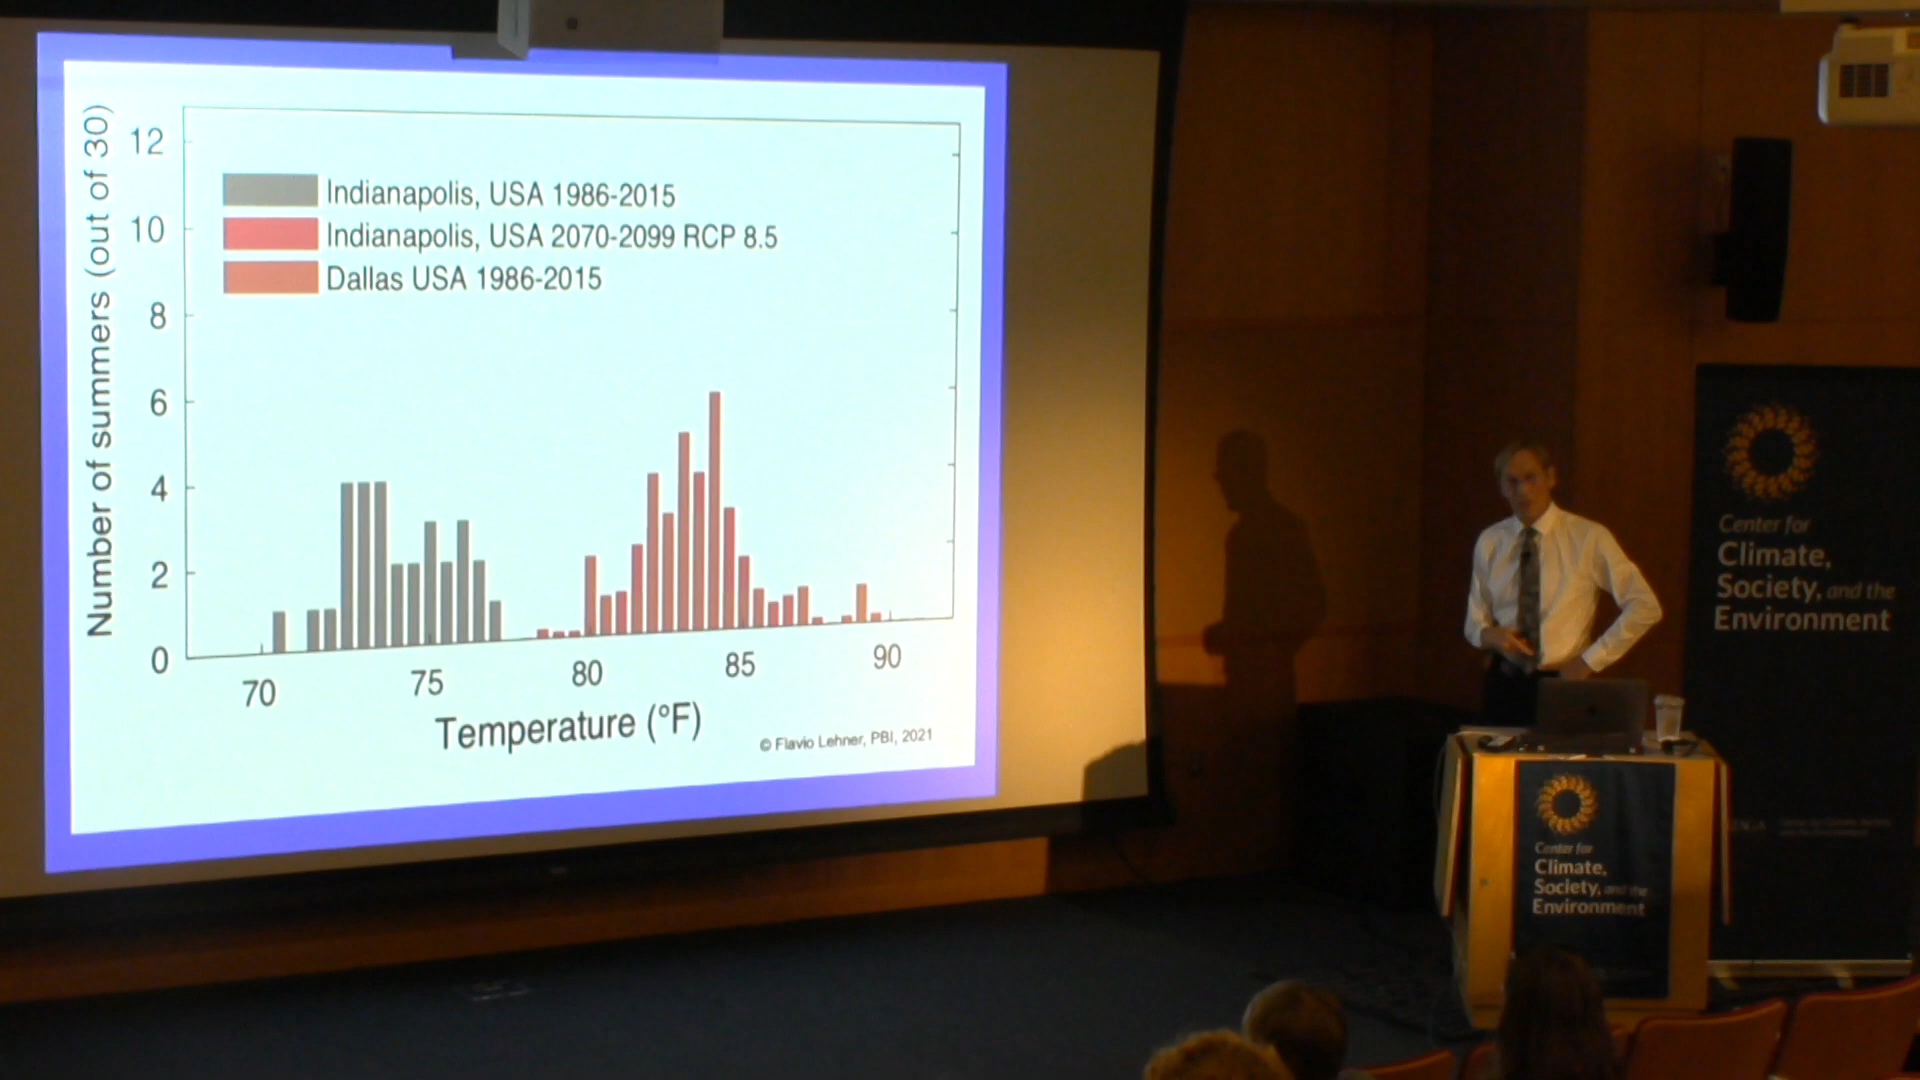 Number of summers (out of 30)
12
10
8
6
4
2
0
Indianapolis, USA 1986-2015
Indianapolis, USA 2070-2099 RCP 8.5
Dallas USA 1986-2015
70
75
80
85
90
Temperature (°F)
© Flavio Lehner, PBI, 2021
Center for
Climate,
Society, and the
Environment
Center for
Climate,
Society, and the
Environment